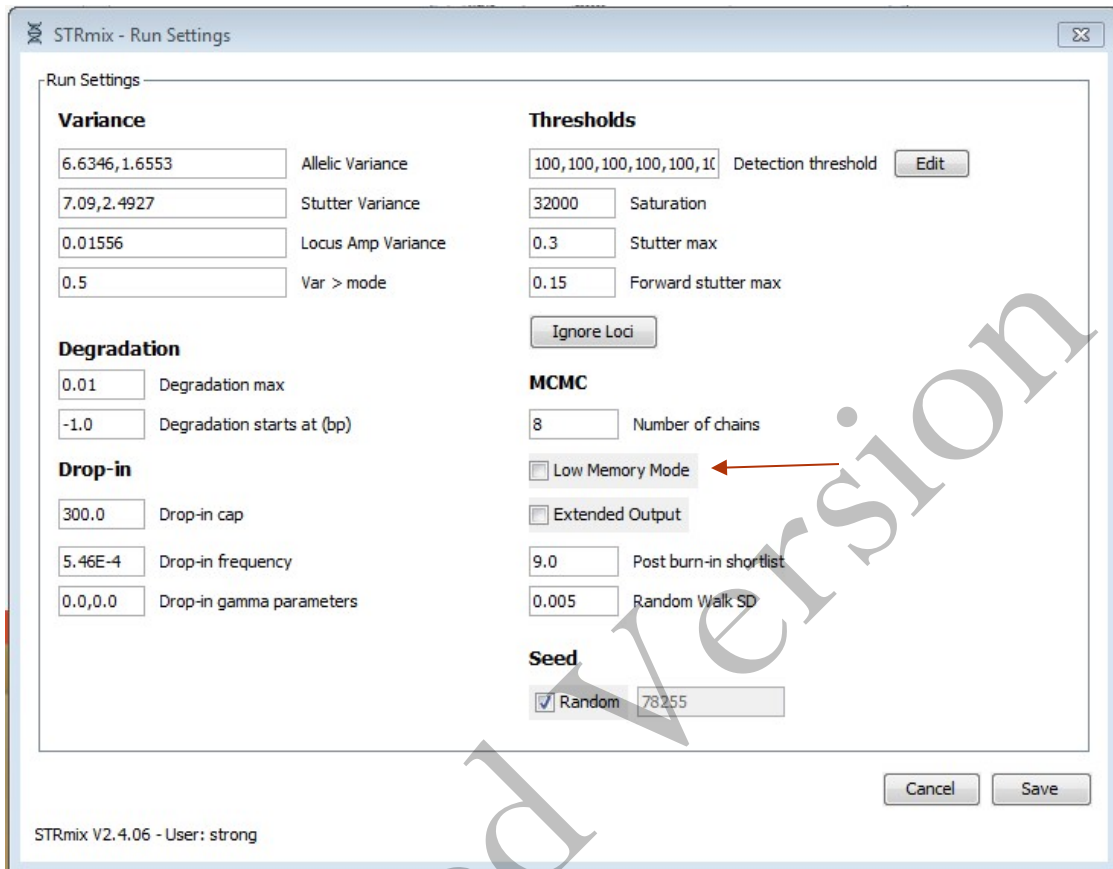 STRmix - Run Settings
Run Settings
Variance
6.6346,1.6553 Allelic Variance
7.09,2.4927 Stutter Variance
0.01556 Locus Amp Variance
0.5 Var > mode
Degradation
0.01 Degradation max
-1.0 Degradation starts at (bp)
Drop-in
300.0 Drop-in cap
5.46E-4 Drop-in frequency
0.0,0.0 Drop-in gamma parameters
Thresholds
100,100,100,100,100,10 Detection threshold Edit
32000 Saturation
0.3 Stutter max
0.15 Forward stutter max
Ignore Loci
MCMC
8 Number of chains
Low Memory Mode
Extended Output
9.0 Post burn-in shortlist
0.005 Random Walk SD
Seed
Random 78255
Cancel Save
STRmix V2.4.06 - User: strong
ed Version